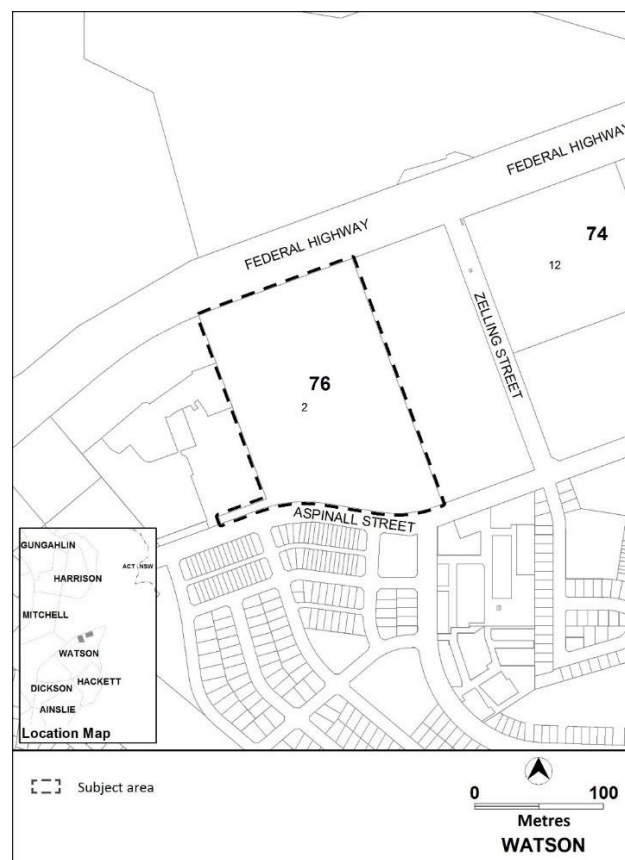 FEDERAL HIGHWAY
FEDERAL HIGHWAY
74
12
ZELLING STREET
76
2
ASPINALL STREET
GUNGAHLIN
ACT NSW
HARRISON
MITCHELL
WATSON
HACKETT
DICKSON
AINSLIE
Location Map
Subject area
0 100
Metres
WATSON